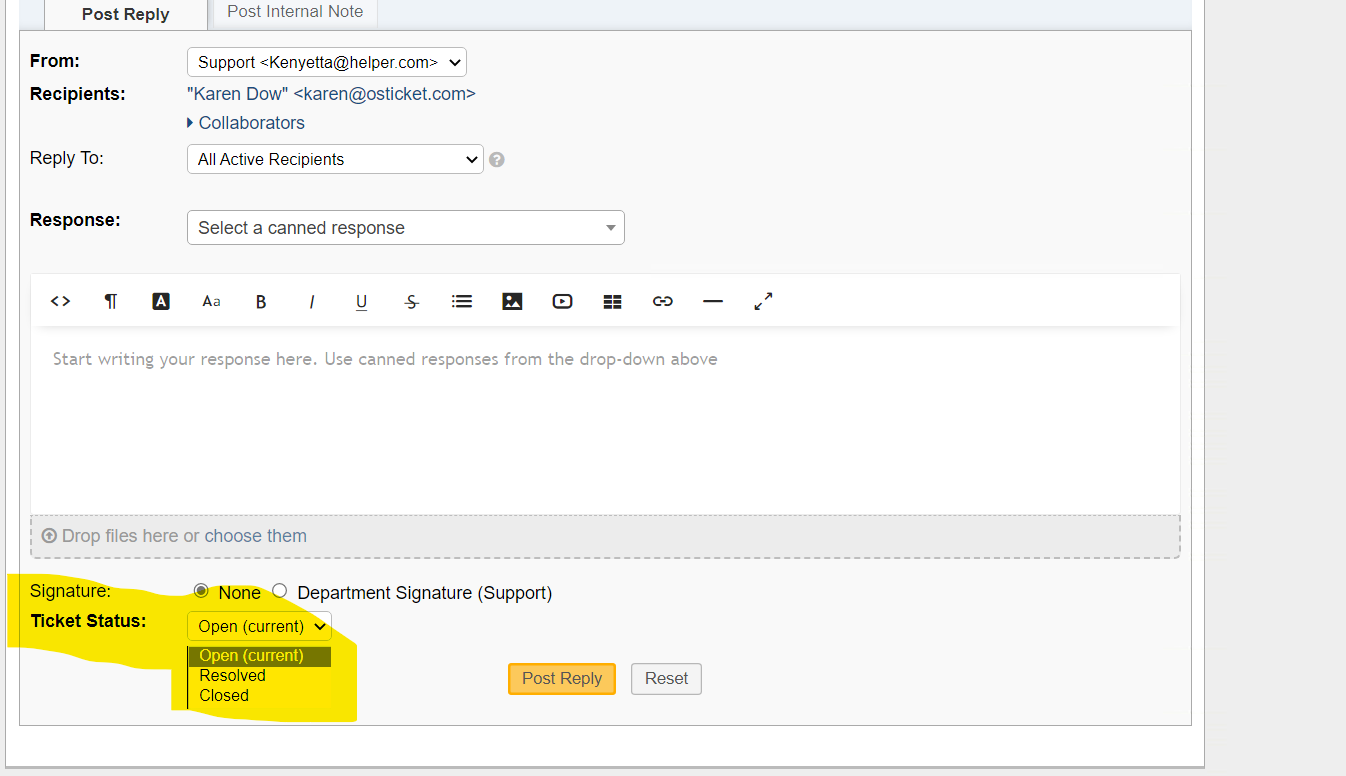 Post Reply Post Internal Note
From: Support <Kenyetta@helper.com>
Recipients: "Karen Dow" <karen@osticket.com>
Collaborators
Reply To: All Active Recipients ?
Response: Select a canned response
<> ¶ A Aa B I U S
Start writing your response here. Use canned responses from the drop-down above
Drop files here or choose them
Signature: None Department Signature (Support)
Ticket Status: Open (current)
Open (current)
Resolved
Closed
Post Reply Reset